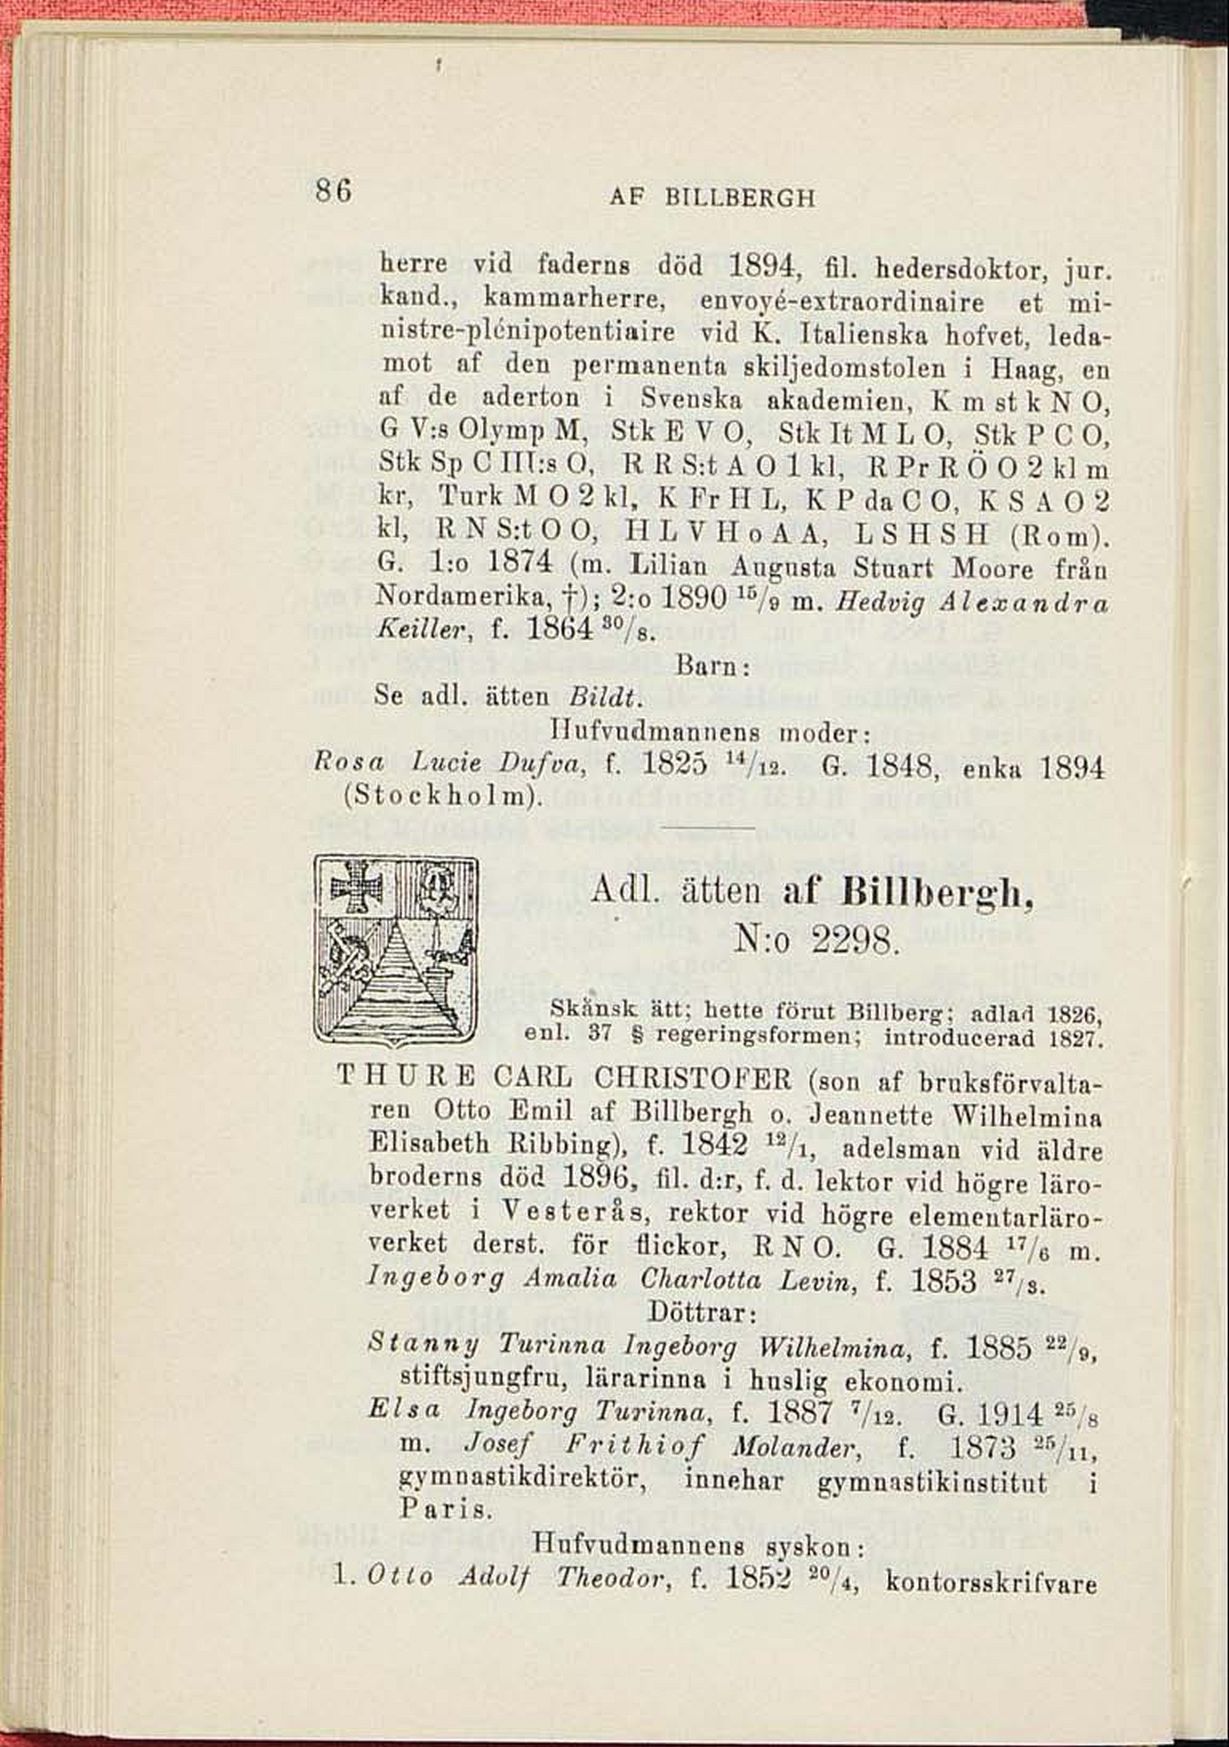 86
AF BILLBERGH
herre vid faderns död 1894, fil. hedersdoktor, jur.
kand., kammarherre, envoyé-extraordinaire et mi-
nistre-plénipotentiaire vid K. Italienska hofvet, leda-
mot af den permanenta skiljedomstolen i Haag, en
af de aderton i Svenska akademien, K m st k N O,
G V:s Olymp M, Stk E V O, Stk It M L O, Stk P C O,
Stk Sp C III:s O, R R S:t A O 1 kl, R Pr R Ö O 2 kl m
kr, Turk M O 2 kl, K Fr H L, K P da C O, K S A O 2
kl, R N S:t O O, H L V H o A A, L S H S H (Rom).
G. 1:o 1874 (m. Lilian Augusta Stuart Moore från
Nordamerika, †); 2:o 1890 15/9 m. Hedvig Alexandra
Keiller, f. 1864 30/8.
Barn:
Se adl. ätten Bildt.
Hufvudmannens moder:
Rosa Lucie Dufva, f. 1825 14/12. G. 1848, enka 1894
(Stockholm).
Adl. ätten af Billbergh,
N:o 2298.
Skånsk ätt; hette förut Billberg; adlad 1826,
enl. 37 § regeringsformen; introducerad 1827.
THURE CARL CHRISTOFER (son af bruksförvalta-
ren Otto Emil af Billbergh o. Jeannette Wilhelmina
Elisabeth Ribbing), f. 1842 12/1, adelsman vid äldre
broderns död 1896, fil. d:r, f. d. lektor vid högre läro-
verket i Vesterås, rektor vid högre elementarläro-
verket derst. för flickor, R N O. G. 1884 17/6 m.
Ingeborg Amalia Charlotta Levin, f. 1853 27/3.
Döttrar:
Stanny Turinna Ingeborg Wilhelmina, f. 1885 22/9,
stiftsjungfru, lärarinna i huslig ekonomi.
Elsa Ingeborg Turinna, f. 1887 7/12. G. 1914 25/8
m. Josef Frithiof Molander, f. 1873 25/11,
gymnastikdirektör, innehar gymnastikinstitut i
Paris.
Hufvudmannens syskon:
1. Otto Adolf Theodor, f. 1852 20/4, kontorsskrifvare